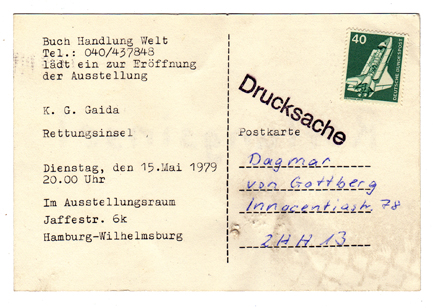 Buch Handlung Welt
Tel.: 040/437848
lädt ein zur Eröffnung
der Ausstellung
K. G. Gaida
Rettungsinsel
Dienstag, den 15.Mai 1979
20.00 Uhr
Im Ausstellungsraum
Jaffestr. 6k
Hamburg-Wilhelmsburg
40
DEUTSCHE BUNDESPOST
Drucksache
Postkarte
Dagmar
von Gottberg
Innocentiastr 78
2HH 13